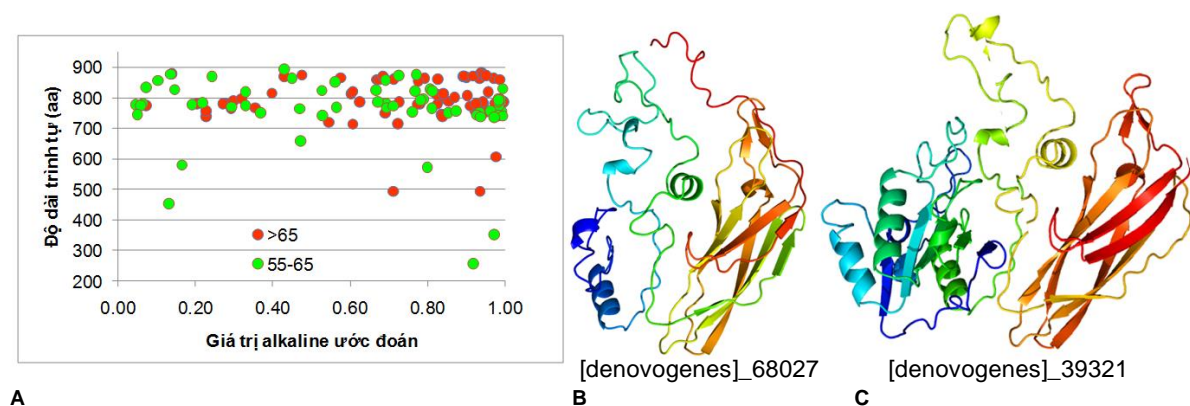 900
800
700
600
500
400
300
200
Độ dài trình tự (aa)
>65
55-65
0.00 0.20 0.40 0.60 0.80 1.00
Giá trị alkaline ước đoán
[denovogenes]_68027
[denovogenes]_39321
A
B
C